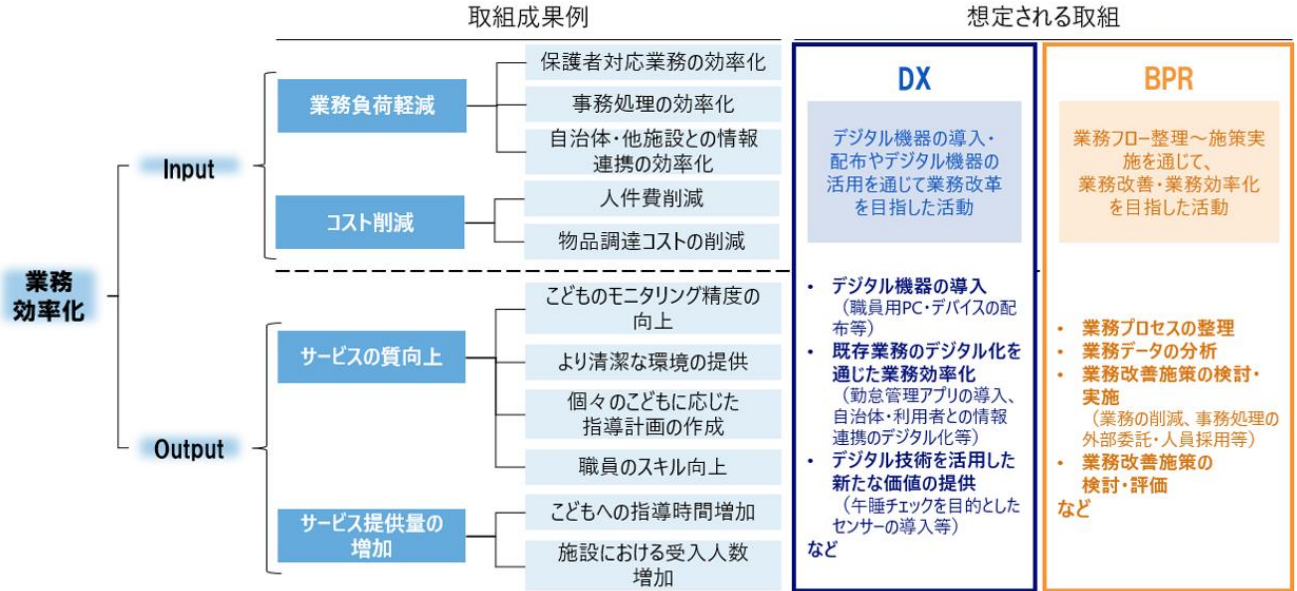 取組成果例
想定される取組
業務
効率化
Input
業務負荷軽減
保護者対応業務の効率化
事務処理の効率化
自治体・他施設との情報
連携の効率化
コスト削減
人件費削減
物品調達コストの削減
Output
サービスの質向上
こどものモニタリング精度の
向上
より清潔な環境の提供
個々のこどもに応じた
指導計画の作成
職員のスキル向上
サービス提供量の
増加
こどもへの指導時間増加
施設における受入人数
増加
DX
デジタル機器の導入・
配布やデジタル機器の
活用を通じて業務改革
を目指した活動
• デジタル機器の導入
（職員用PC・デバイスの配
布等）
• 既存業務のデジタル化を
通じた業務効率化
（勤怠管理アプリの導入、
自治体・利用者との情報
連携のデジタル化等）
• デジタル技術を活用した
新たな価値の提供
（午睡チェックを目的とした
センサーの導入等）
など
BPR
業務フロー整理～施策実
施を通じて、
業務改善・業務効率化
を目指した活動
• 業務プロセスの整理
• 業務データの分析
• 業務改善施策の検討・
実施
（業務の削減、事務処理の
外部委託・人員採用等）
• 業務改善施策の
検討・評価
など